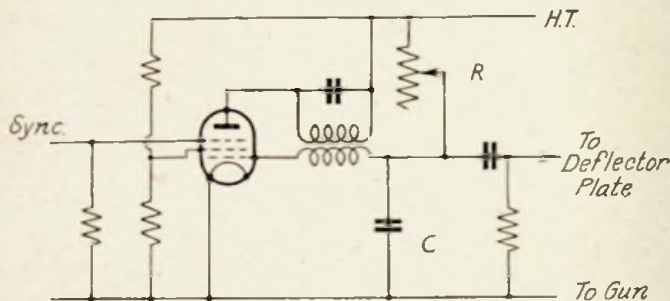 H.T.
R
Sync.
To
Deflector
Plate
C
To Gun